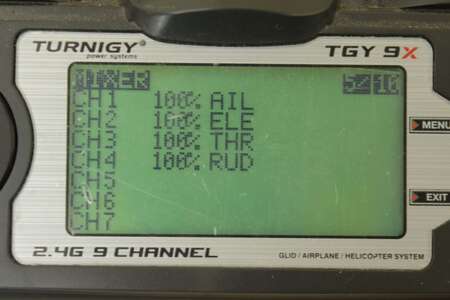 TURNIGY®
power systems
TGY 9X
MIXER 5/10
CH1 100% AIL
CH2 100% ELE
CH3 100% THR
CH4 100% RUD
CH5
CH6
CH7
MENU
EXIT
2.4G 9 CHANNEL
GLID / AIRPLANE / HELICOPTER SYSTEM